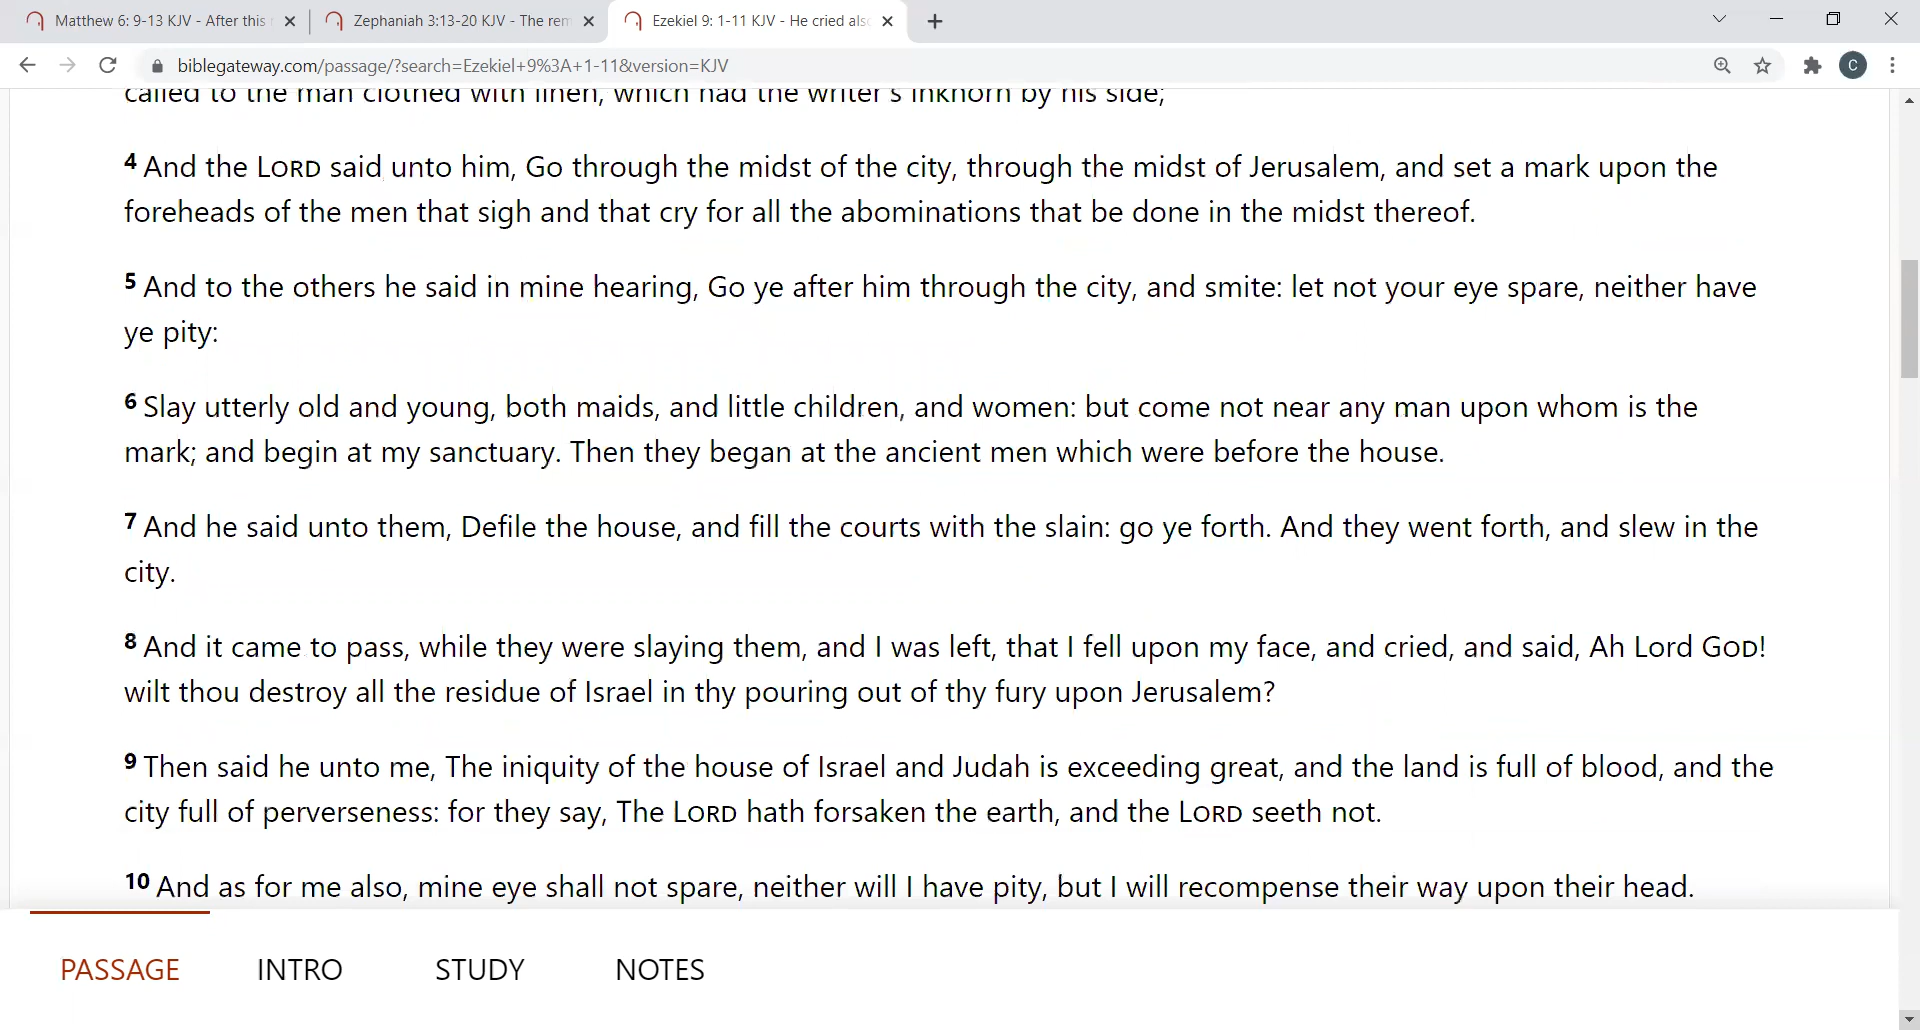 Matthew 6: 9-13 KJV - After this
Zephaniah 3:13-20 KJV - The rem
Ezekiel 9: 1-11 KJV - He cried als
biblegateway.com/passage/?search=Ezekiel+9%3A+1-11&version=KJV
C
called to the man clothed with linen, which had the writer's inkhorn by his side;
4 And the LORD said unto him, Go through the midst of the city, through the midst of Jerusalem, and set a mark upon the
foreheads of the men that sigh and that cry for all the abominations that be done in the midst thereof.
5 And to the others he said in mine hearing, Go ye after him through the city, and smite: let not your eye spare, neither have
ye pity:
6 Slay utterly old and young, both maids, and little children, and women: but come not near any man upon whom is the
mark; and begin at my sanctuary. Then they began at the ancient men which were before the house.
7 And he said unto them, Defile the house, and fill the courts with the slain: go ye forth. And they went forth, and slew in the
city.
8 And it came to pass, while they were slaying them, and I was left, that I fell upon my face, and cried, and said, Ah Lord GOD!
wilt thou destroy all the residue of Israel in thy pouring out of thy fury upon Jerusalem?
9 Then said he unto me, The iniquity of the house of Israel and Judah is exceeding great, and the land is full of blood, and the
city full of perverseness: for they say, The LORD hath forsaken the earth, and the LORD seeth not.
10 And as for me also, mine eye shall not spare, neither will I have pity, but I will recompense their way upon their head.
PASSAGE INTRO STUDY NOTES